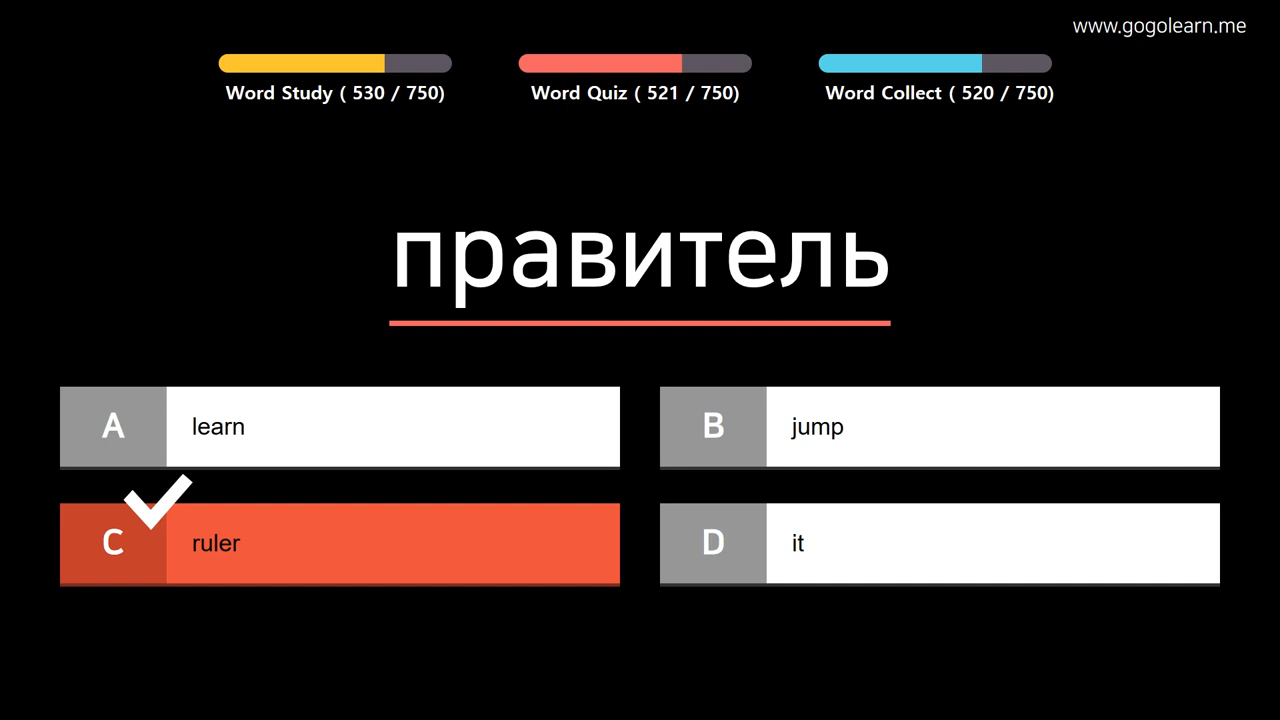 www.gogolearn.me
Word Study ( 530 / 750)
Word Quiz ( 521 / 750)
Word Collect ( 520 / 750)
правитель
A learn
B jump
C ruler
D it